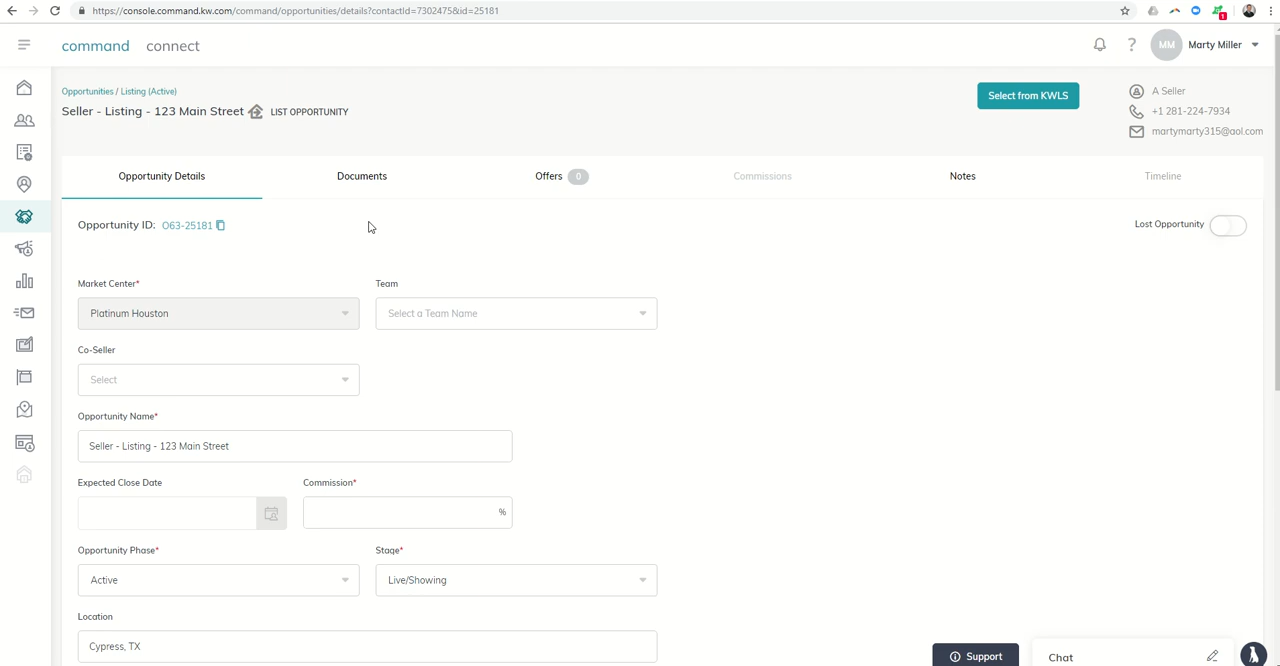 https://console.command.kw.com/command/opportunities/details?contactId=7302475&id=25181
1
command connect
? MM Marty Miller
Opportunities / Listing (Active)
Seller - Listing - 123 Main Street LIST OPPORTUNITY
Select from KWLS
A Seller
+1 281-224-7934
martymarty315@aol.com
Opportunity Details Documents Offers 0 Commissions Notes Timeline
Opportunity ID: O63-25181
Lost Opportunity
Market Center* Team
Platinum Houston Select a Team Name
Co-Seller
Select
Opportunity Name*
Seller - Listing - 123 Main Street
Expected Close Date Commission*
%
Opportunity Phase* Stage*
Active Live/Showing
Location
Cypress, TX
Support Chat